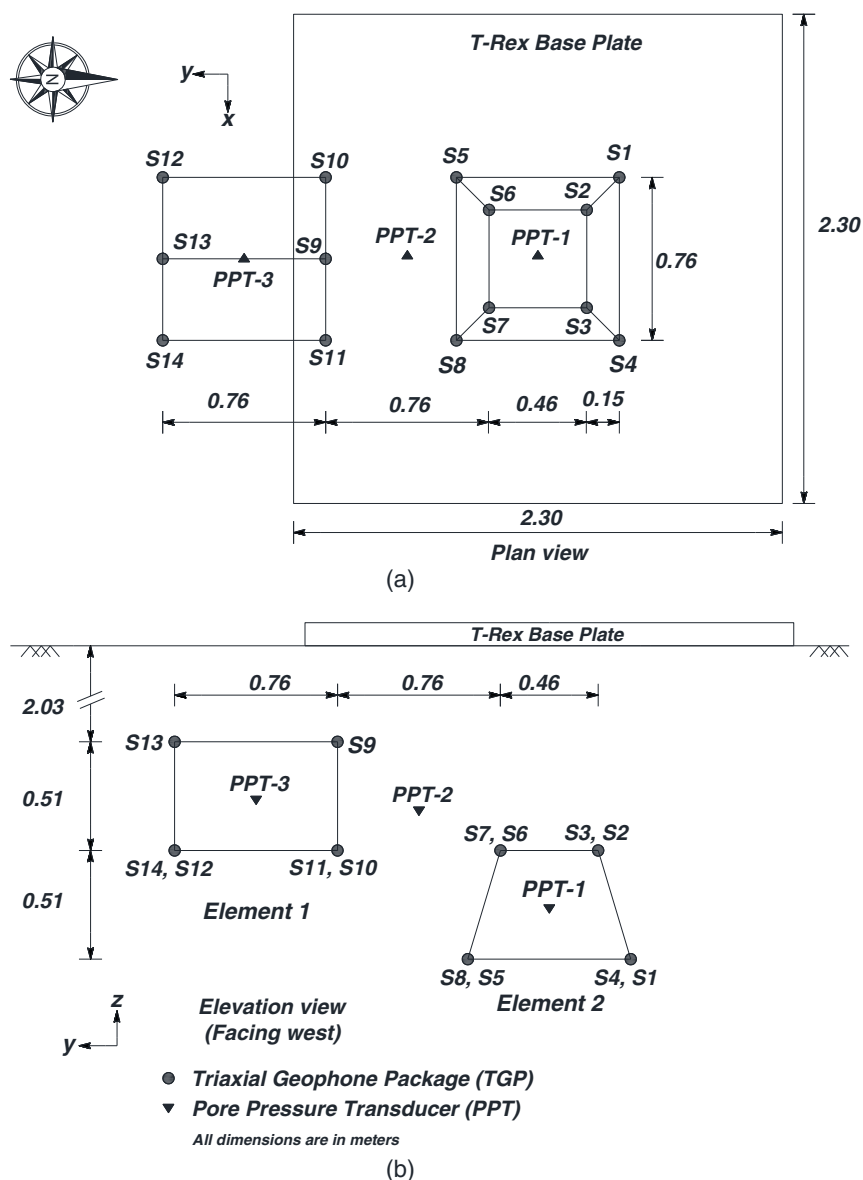 T-Rex Base Plate
N
y
x
S12
S10
S5
S1
S6
S2
S13
S9
PPT-2
PPT-1
PPT-3
2.30
0.76
S7
S3
S14
S11
S8
S4
0.76
0.76
0.46
0.15
2.30
Plan view
(a)
T-Rex Base Plate
2.03
0.76
0.76
0.46
S13
S9
0.51
PPT-3
PPT-2
S7, S6
S3, S2
S14, S12
S11, S10
PPT-1
0.51
Element 1
S8, S5
S4, S1
Element 2
z
y
Elevation view
(Facing west)
Triaxial Geophone Package (TGP)
Pore Pressure Transducer (PPT)
All dimensions are in meters
(b)